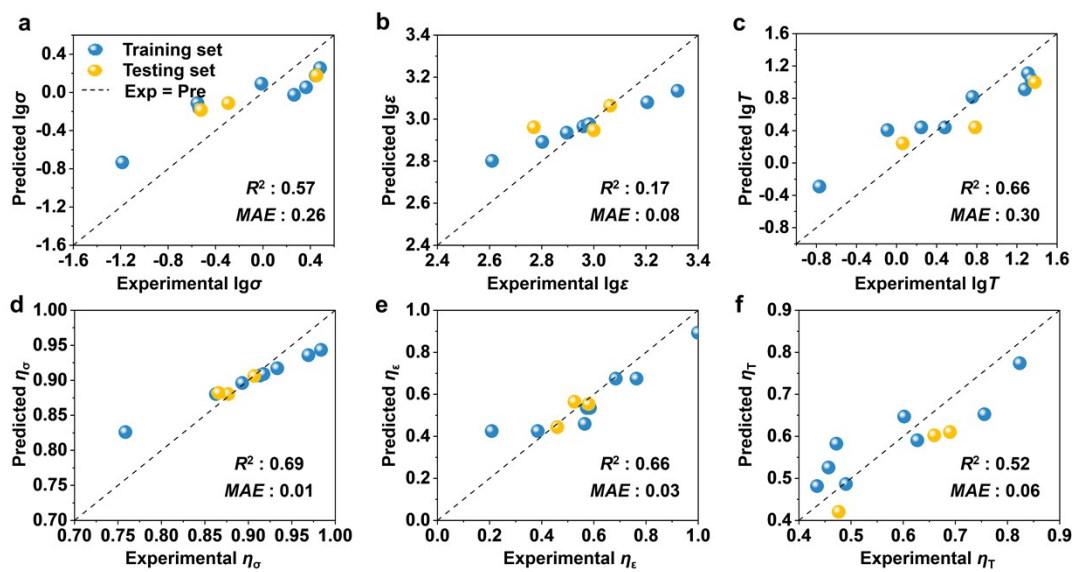 a
Training set
Testing set
Exp = Pre
R² : 0.57
MAE : 0.26
0.4
0.0
-0.4
-0.8
-1.2
-1.6
-1.6 -1.2 -0.8 -0.4 0.0 0.4
Predicted lgσ
Experimental lgσ
b
R² : 0.17
MAE : 0.08
3.4
3.2
3.0
2.8
2.6
2.4
2.4 2.6 2.8 3.0 3.2 3.4
Predicted lgε
Experimental lgε
c
R² : 0.66
MAE : 0.30
1.6
1.2
0.8
0.4
0.0
-0.4
-0.8
-0.8 -0.4 0.0 0.4 0.8 1.2 1.6
Predicted lgT
Experimental lgT
d
R² : 0.69
MAE : 0.01
1.00
0.95
0.90
0.85
0.80
0.75
0.70
0.70 0.75 0.80 0.85 0.90 0.95 1.00
Predicted ησ
Experimental ησ
e
R² : 0.66
MAE : 0.03
1.0
0.8
0.6
0.4
0.2
0.0
0.0 0.2 0.4 0.6 0.8 1.0
Predicted ηε
Experimental ηε
f
R² : 0.52
MAE : 0.06
0.9
0.8
0.7
0.6
0.5
0.4
0.4 0.5 0.6 0.7 0.8 0.9
Predicted ηT
Experimental ηT